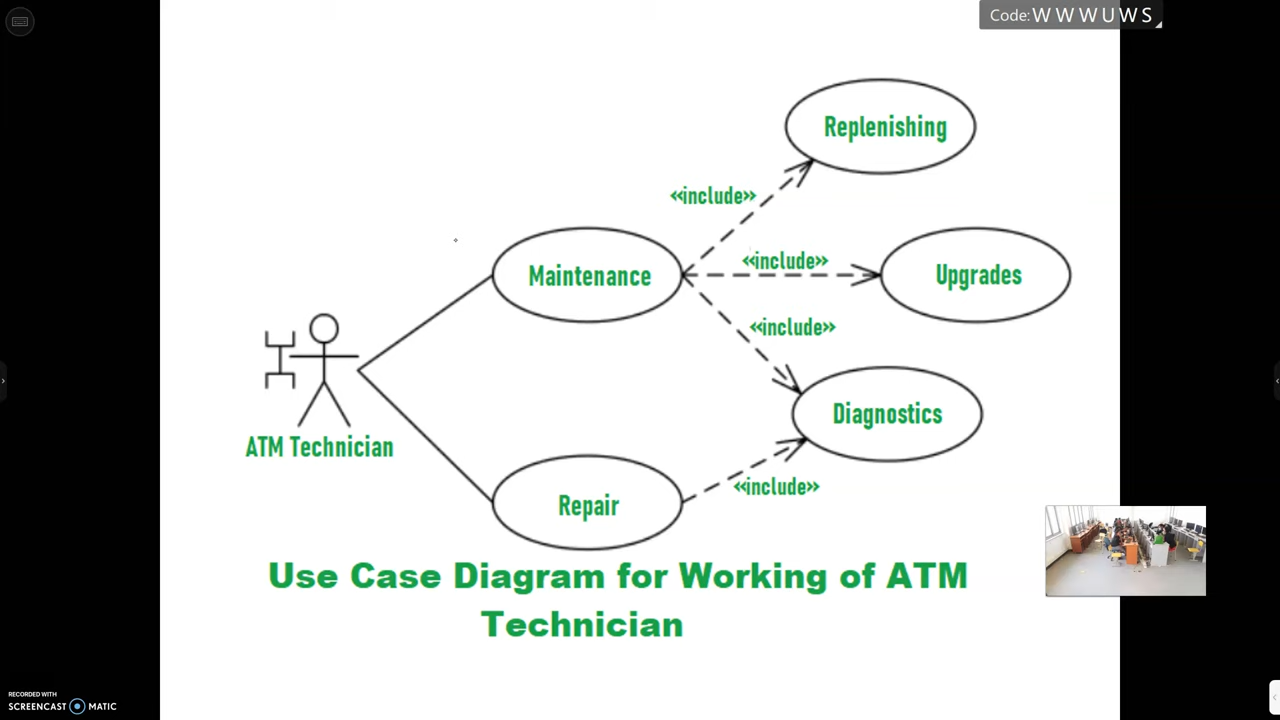 Code: WWWUWS
Replenishing
«include»
«include»
Maintenance
Upgrades
«include»
Diagnostics
ATM Technician
«include»
Repair
Use Case Diagram for Working of ATM
Technician
RECORDED WITH
SCREENCAST MATIC